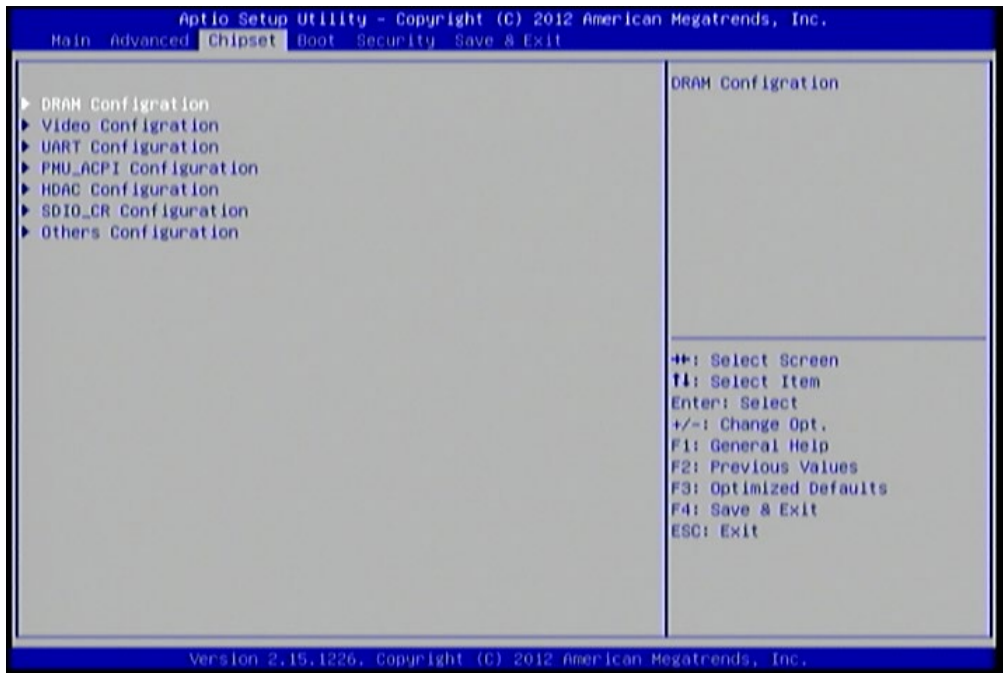 Aptio Setup Utility - Copyright (C) 2012 American Megatrends, Inc.
Main Advanced Chipset Boot Security Save & Exit
DRAM Configration
Video Configration
UART Configuration
PMU_ACPI Configuration
HDAC Configuration
SDIO_CR Configuration
Others Configuration
DRAM Configration
→←: Select Screen
↑↓: Select Item
Enter: Select
+/-: Change Opt.
F1: General Help
F2: Previous Values
F3: Optimized Defaults
F4: Save & Exit
ESC: Exit
Version 2.15.1226. Copyright (C) 2012 American Megatrends, Inc.